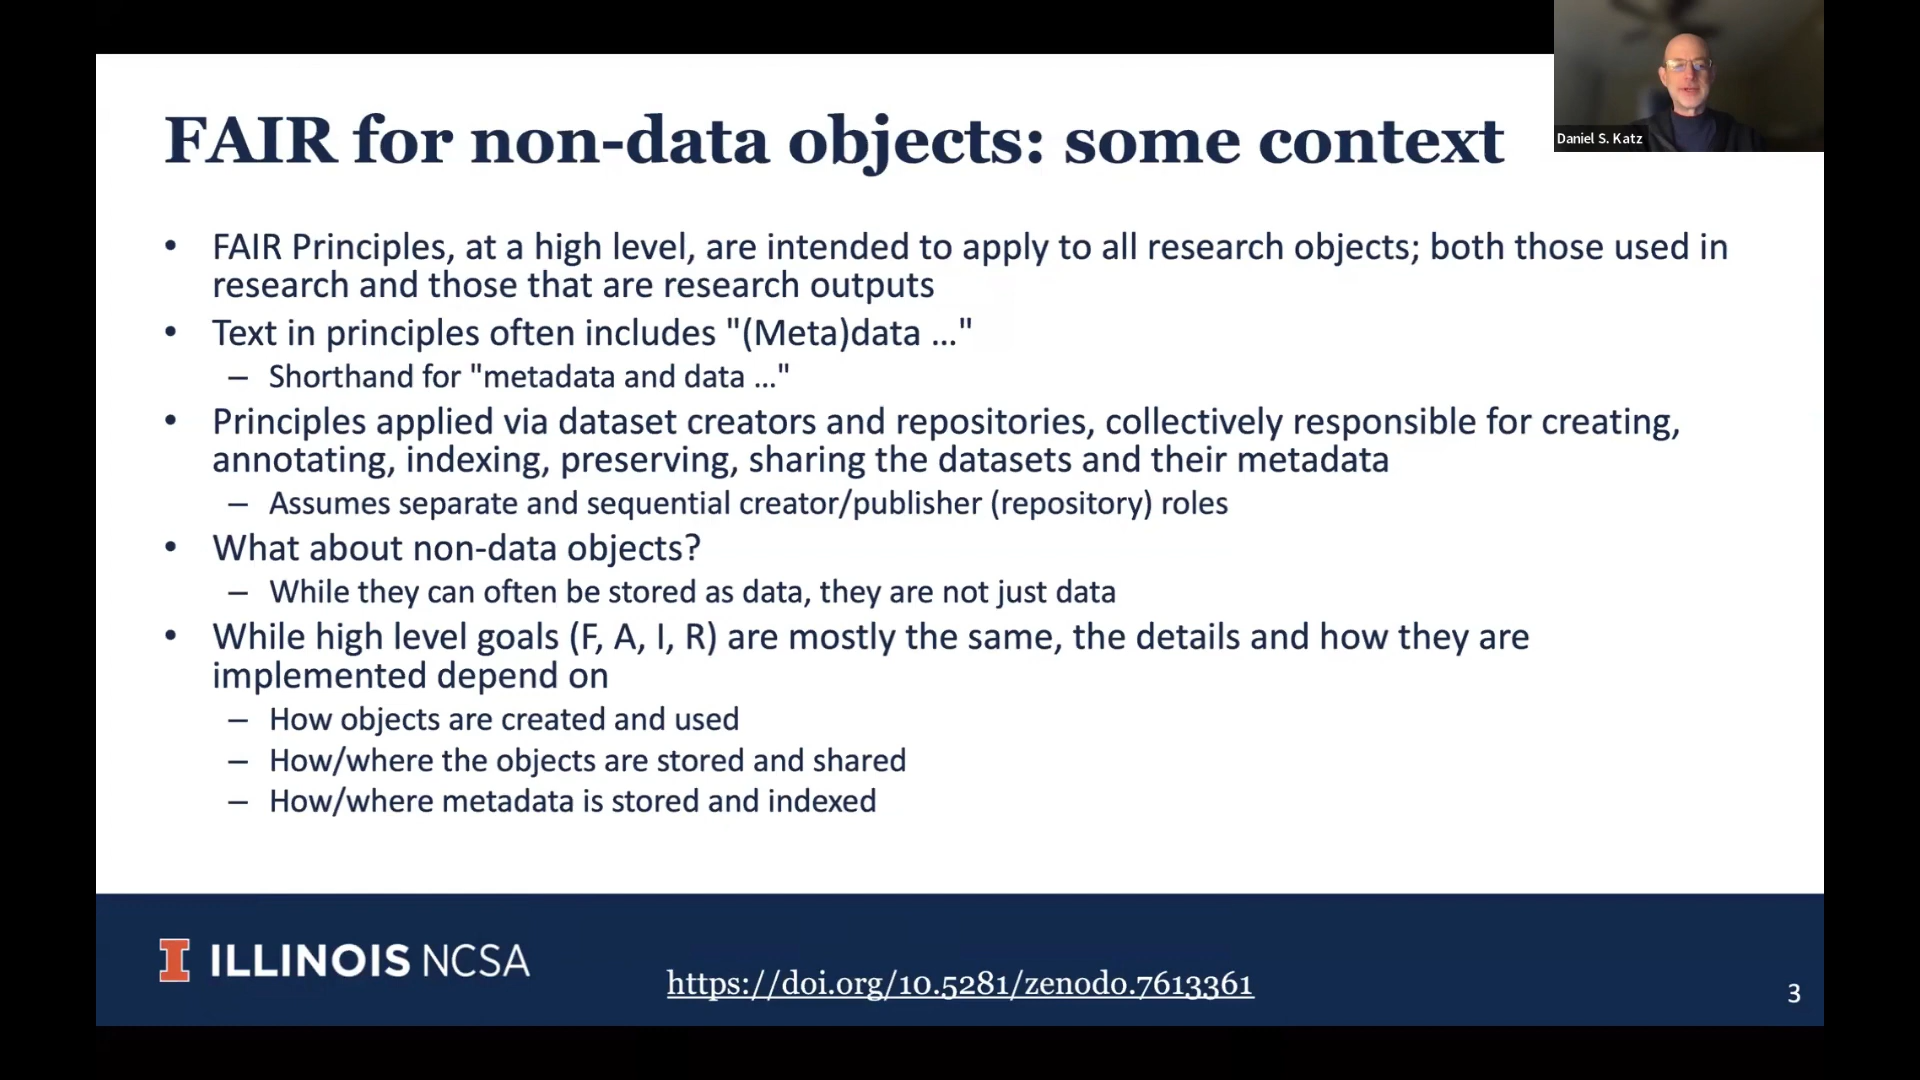 Daniel S. Katz
FAIR for non-data objects: some context
• FAIR Principles, at a high level, are intended to apply to all research objects; both those used in
research and those that are research outputs
• Text in principles often includes "(Meta)data …"
– Shorthand for "metadata and data …"
• Principles applied via dataset creators and repositories, collectively responsible for creating,
annotating, indexing, preserving, sharing the datasets and their metadata
– Assumes separate and sequential creator/publisher (repository) roles
• What about non-data objects?
– While they can often be stored as data, they are not just data
• While high level goals (F, A, I, R) are mostly the same, the details and how they are
implemented depend on
– How objects are created and used
– How/where the objects are stored and shared
– How/where metadata is stored and indexed
I ILLINOIS NCSA
https://doi.org/10.5281/zenodo.7613361
3